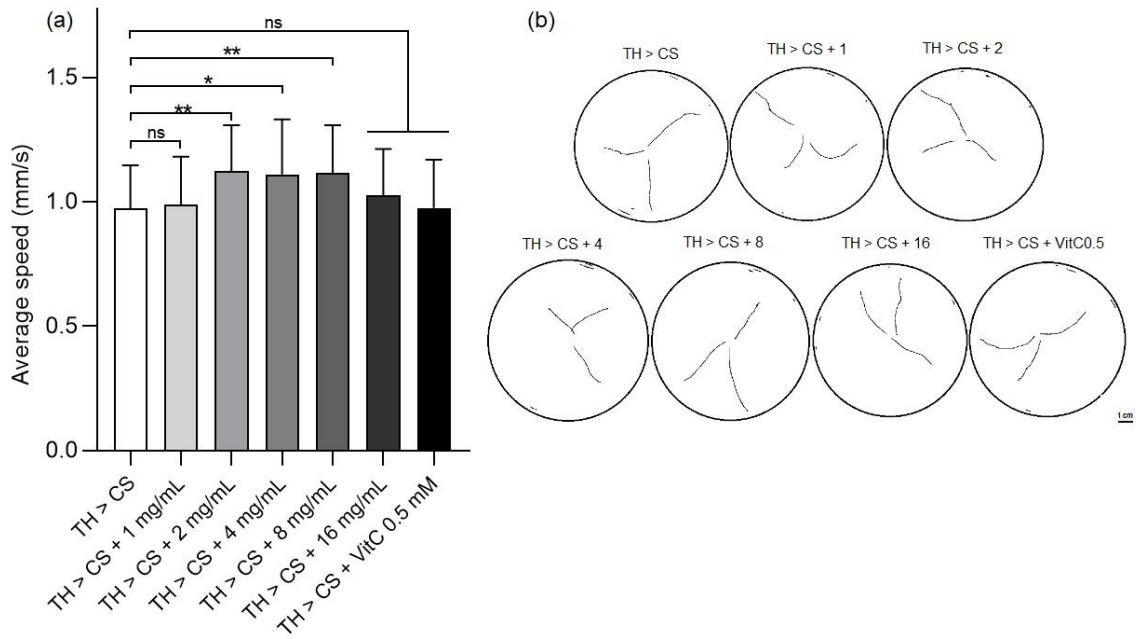 (a)
ns
**
*
**
ns
1.5
1.0
0.5
0.0
Average speed (mm/s)
TH > CS
TH > CS + 1 mg/mL
TH > CS + 2 mg/mL
TH > CS + 4 mg/mL
TH > CS + 8 mg/mL
TH > CS + 16 mg/mL
TH > CS + VitC 0.5 mM
(b)
TH > CS
TH > CS + 1
TH > CS + 2
TH > CS + 4
TH > CS + 8
TH > CS + 16
TH > CS + VitC0.5
1 cm